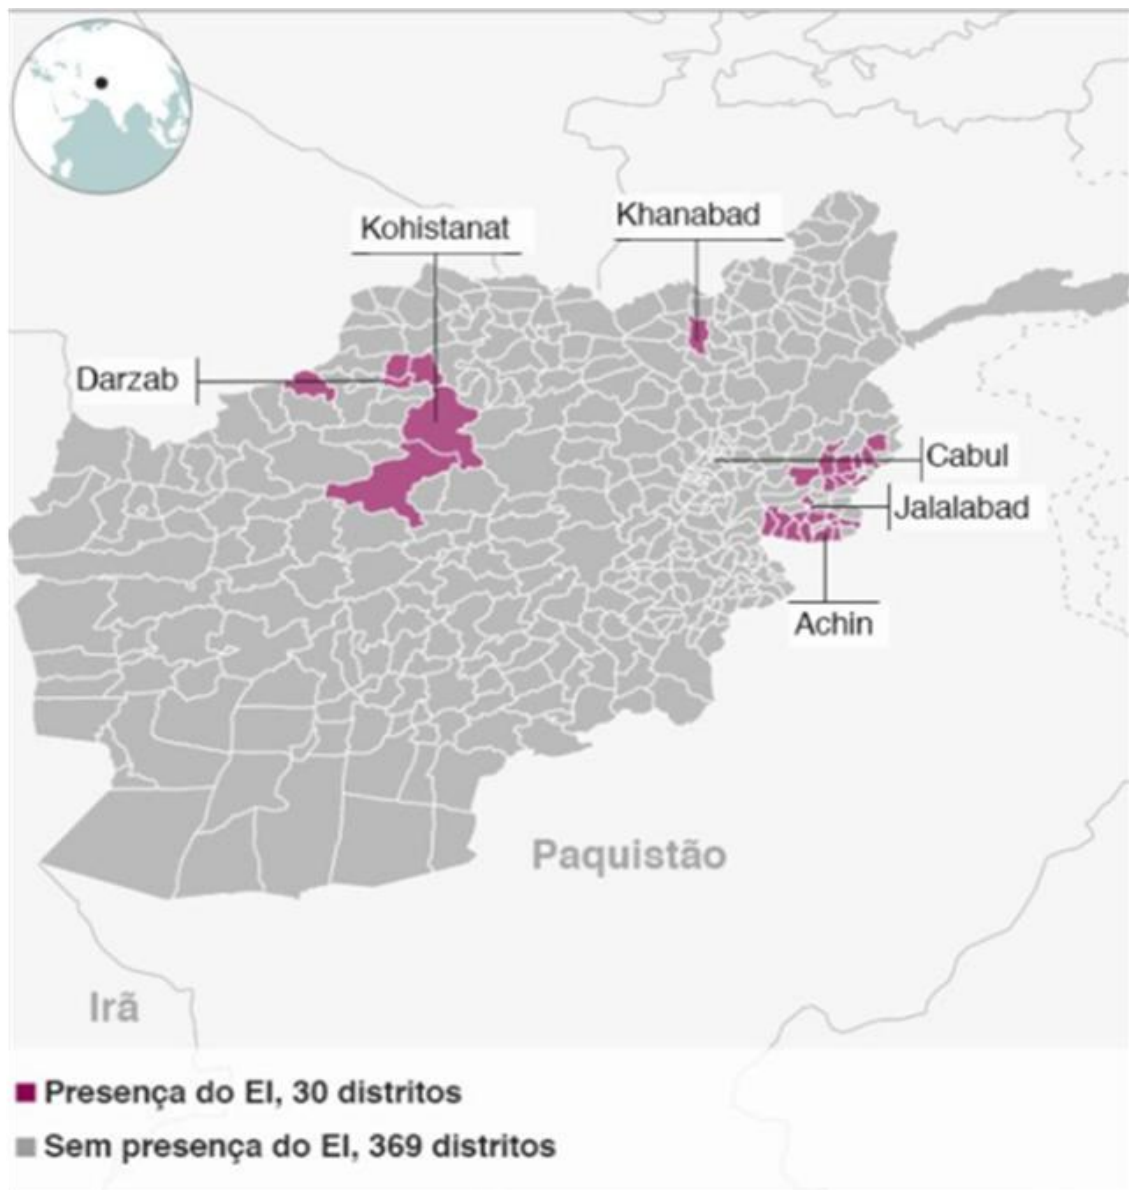 Khanabad
Kohistanat
Darzab
Cabul
Jalalabad
Achin
Paquistão
Irã
Presença do EI, 30 distritos
Sem presença do EI, 369 distritos